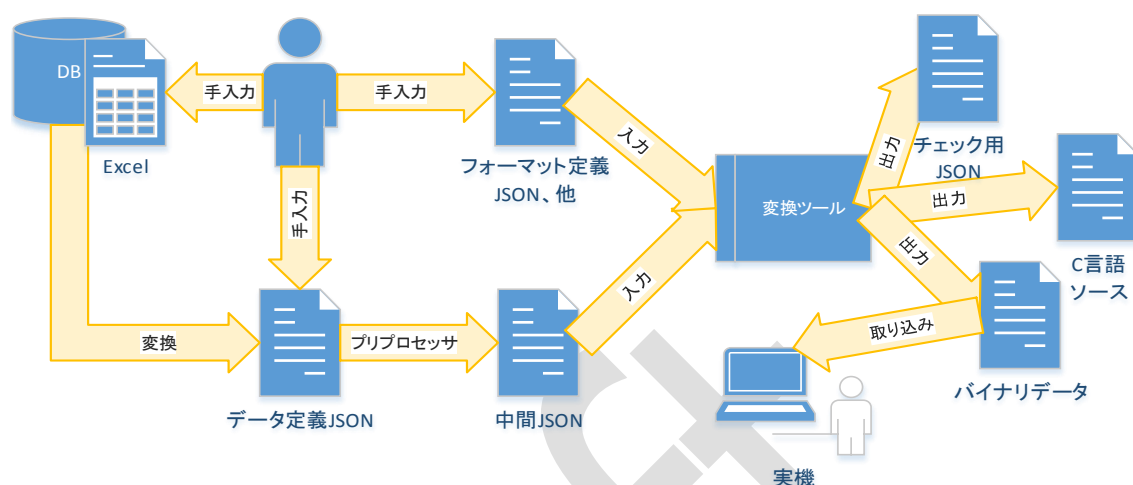 DB
Excel
手入力
手入力
手入力
フォーマット定義
JSON、他
入力
入力
変換ツール
出力
チェック用
JSON
出力
C言語
ソース
出力
取り込み
バイナリデータ
実機
変換
データ定義JSON
プリプロセッサ
中間JSON